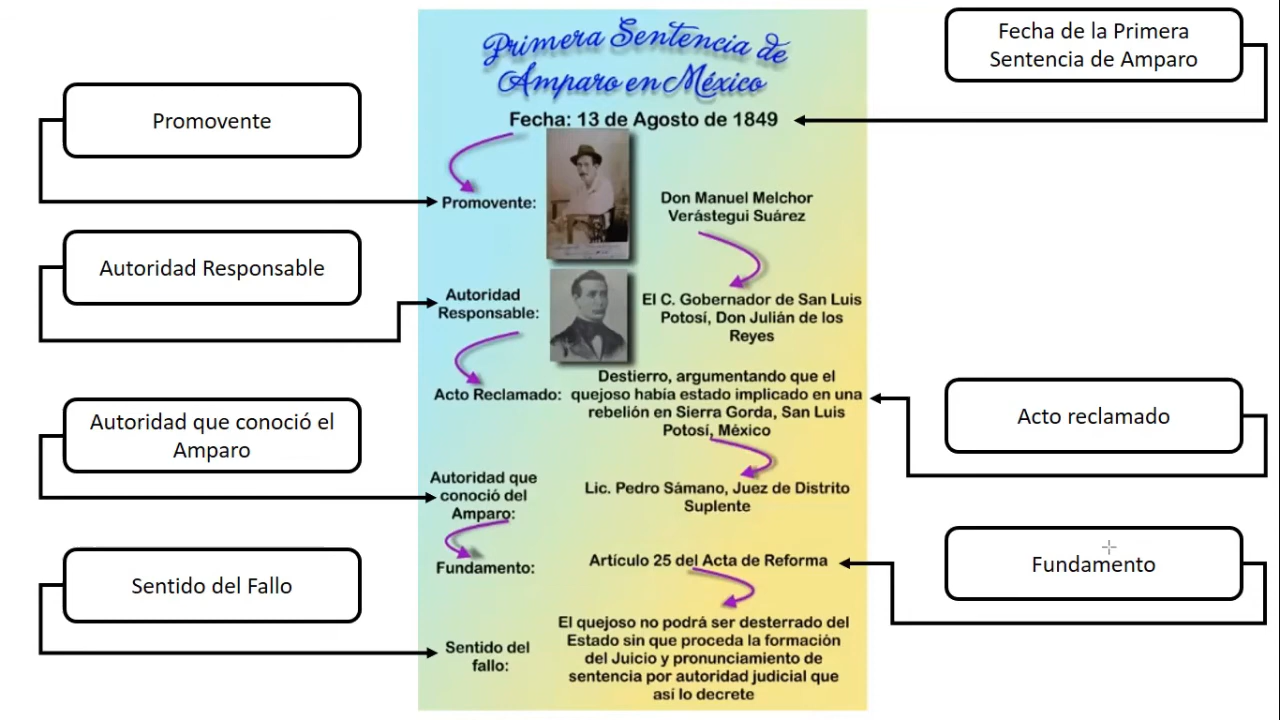 Primera Sentencia de
Amparo en México
Fecha: 13 de Agosto de 1849
Fecha de la Primera
Sentencia de Amparo
Promovente
Promovente:
Don Manuel Melchor
Verástegui Suárez
Autoridad Responsable
Autoridad
Responsable:
El C. Gobernador de San Luis
Potosí, Don Julián de los
Reyes
Acto Reclamado:
Destierro, argumentando que el
quejoso había estado implicado en una
rebelión en Sierra Gorda, San Luis
Potosí, México
Acto reclamado
Autoridad que conoció el
Amparo
Autoridad que
conoció del
Amparo:
Lic. Pedro Sámano, Juez de Distrito
Suplente
Fundamento:
Artículo 25 del Acta de Reforma
Fundamento
Sentido del Fallo
Sentido del
fallo:
El quejoso no podrá ser desterrado del
Estado sin que proceda la formación
del Juicio y pronunciamiento de
sentencia por autoridad judicial que
así lo decrete